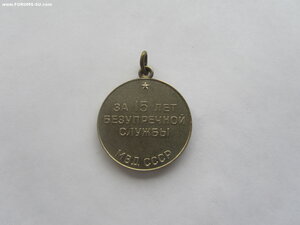 www.FORUMS-SU.com
ЗА 15 ЛЕТ
БЕЗУПРЕЧНОЙ
СЛУЖБЫ
МВД СССР